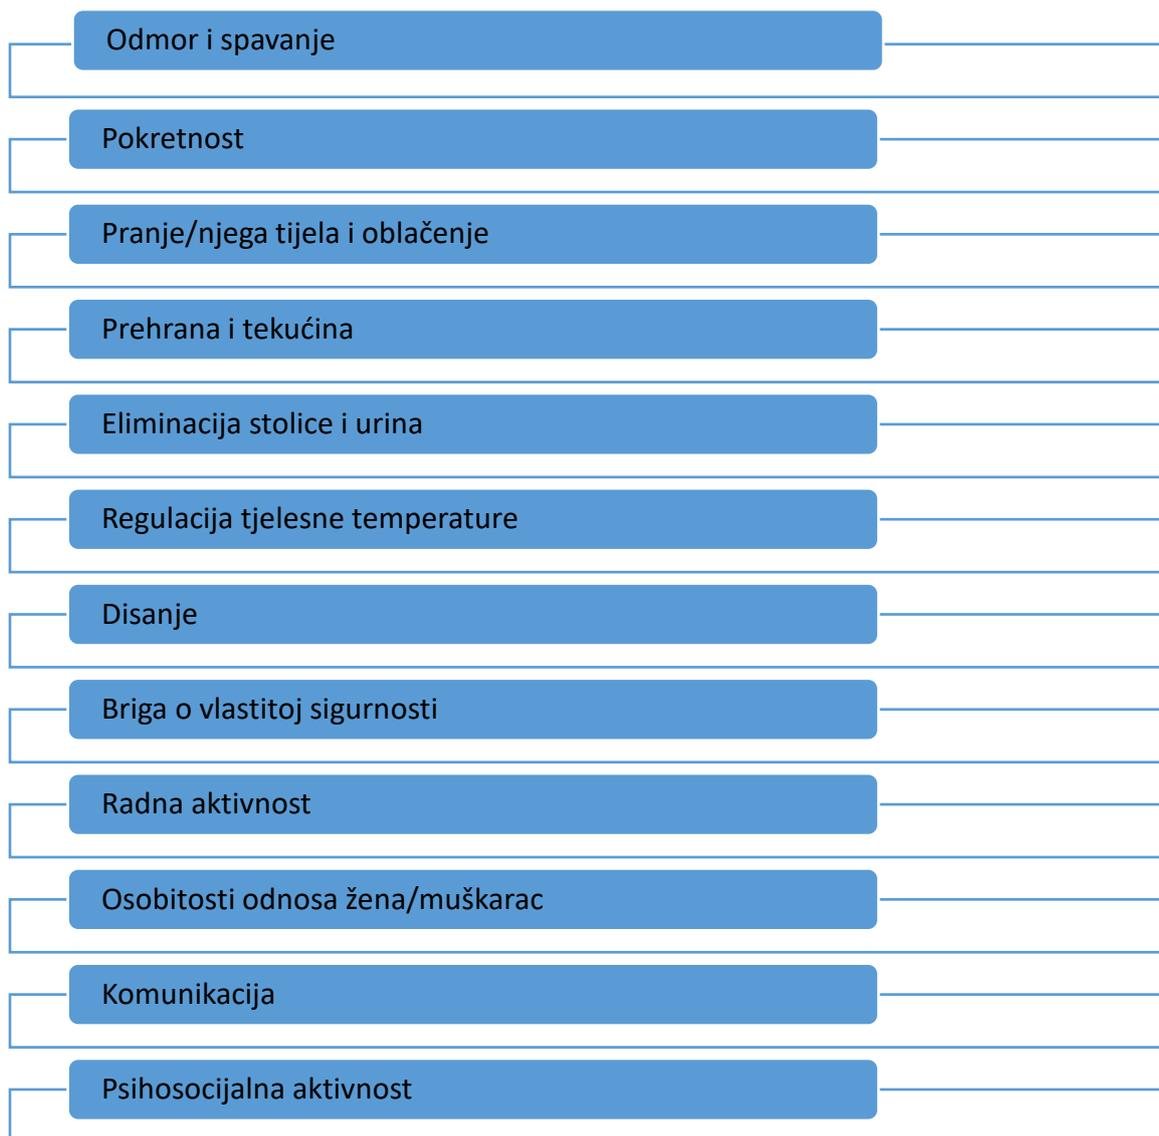 Odmor i spavanje
Pokretnost
Pranje/njega tijela i oblačenje
Prehrana i tekućina
Eliminacija stolice i urina
Regulacija tjelesne temperature
Disanje
Briga o vlastitoj sigurnosti
Radna aktivnost
Osobitosti odnosa žena/muškarac
Komunikacija
Psihosocijalna aktivnost